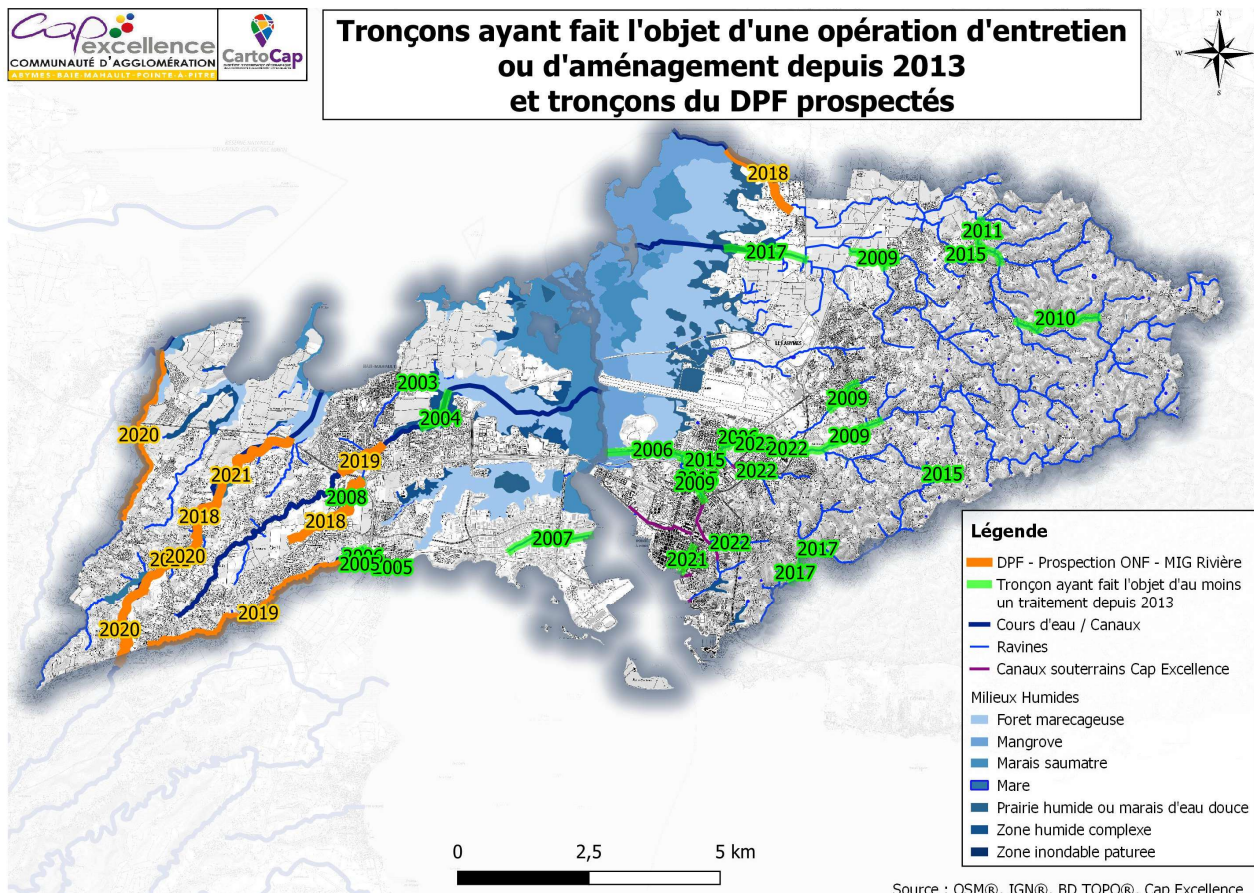 Cap
excellence
COMMUNAUTÉ D'AGGLOMÉRATION
ABYMES-BAIE-MAHAULT-POINTE-A-PITRE
CartoCap
Tronçons ayant fait l'objet d'une opération d'entretien
ou d'aménagement depuis 2013
et tronçons du DPF prospectés
N
W
E
S
2018
2011
2017
2009
2015
2010
LES ABYMES
BAIE-MAHAULT
2003
2004
2009
2020
2009
2006
2022
2022
2015
2019
2022
2015
2021
2009
2008
2018
2018
2007
2022
2017
2020
2006
2005
2005
2021
2017
2019
2020
Légende
DPF - Prospection ONF - MIG Rivière
Tronçon ayant fait l'objet d'au moins
un traitement depuis 2013
Cours d'eau / Canaux
Ravines
Canaux souterrains Cap Excellence
Milieux Humides
Foret marecageuse
Mangrove
Marais saumatre
Mare
Prairie humide ou marais d'eau douce
Zone humide complexe
Zone inondable paturee
0
2,5
5 km
Source : OSM®, IGN®, BD TOPO®, Cap Excellence